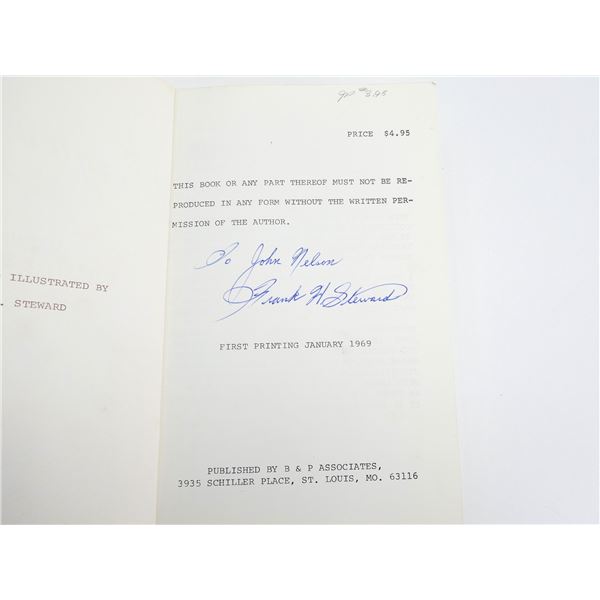 ILLUSTRATED BY
. STEWARD
$3.95
PRICE $4.95
THIS BOOK OR ANY PART THEREOF MUST NOT BE RE-
PRODUCED IN ANY FORM WITHOUT THE WRITTEN PER-
MISSION OF THE AUTHOR.
To John Nelson
Frank H Steward
FIRST PRINTING JANUARY 1969
PUBLISHED BY B & P ASSOCIATES,
3935 SCHILLER PLACE, ST. LOUIS, MO. 63116